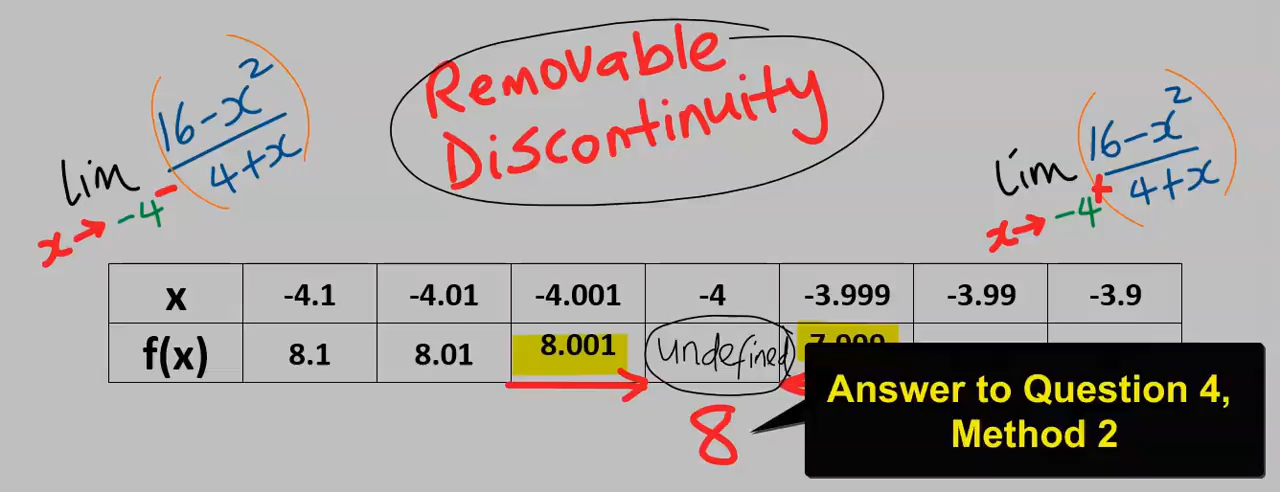 Removable
Discontinuity
lim x→-4⁻ (16-x²/4+x)
lim x→-4⁺ (16-x²/4+x)
x -4.1 -4.01 -4.001 -4 -3.999 -3.99 -3.9
f(x) 8.1 8.01 8.001 undefined
8
Answer to Question 4,
Method 2